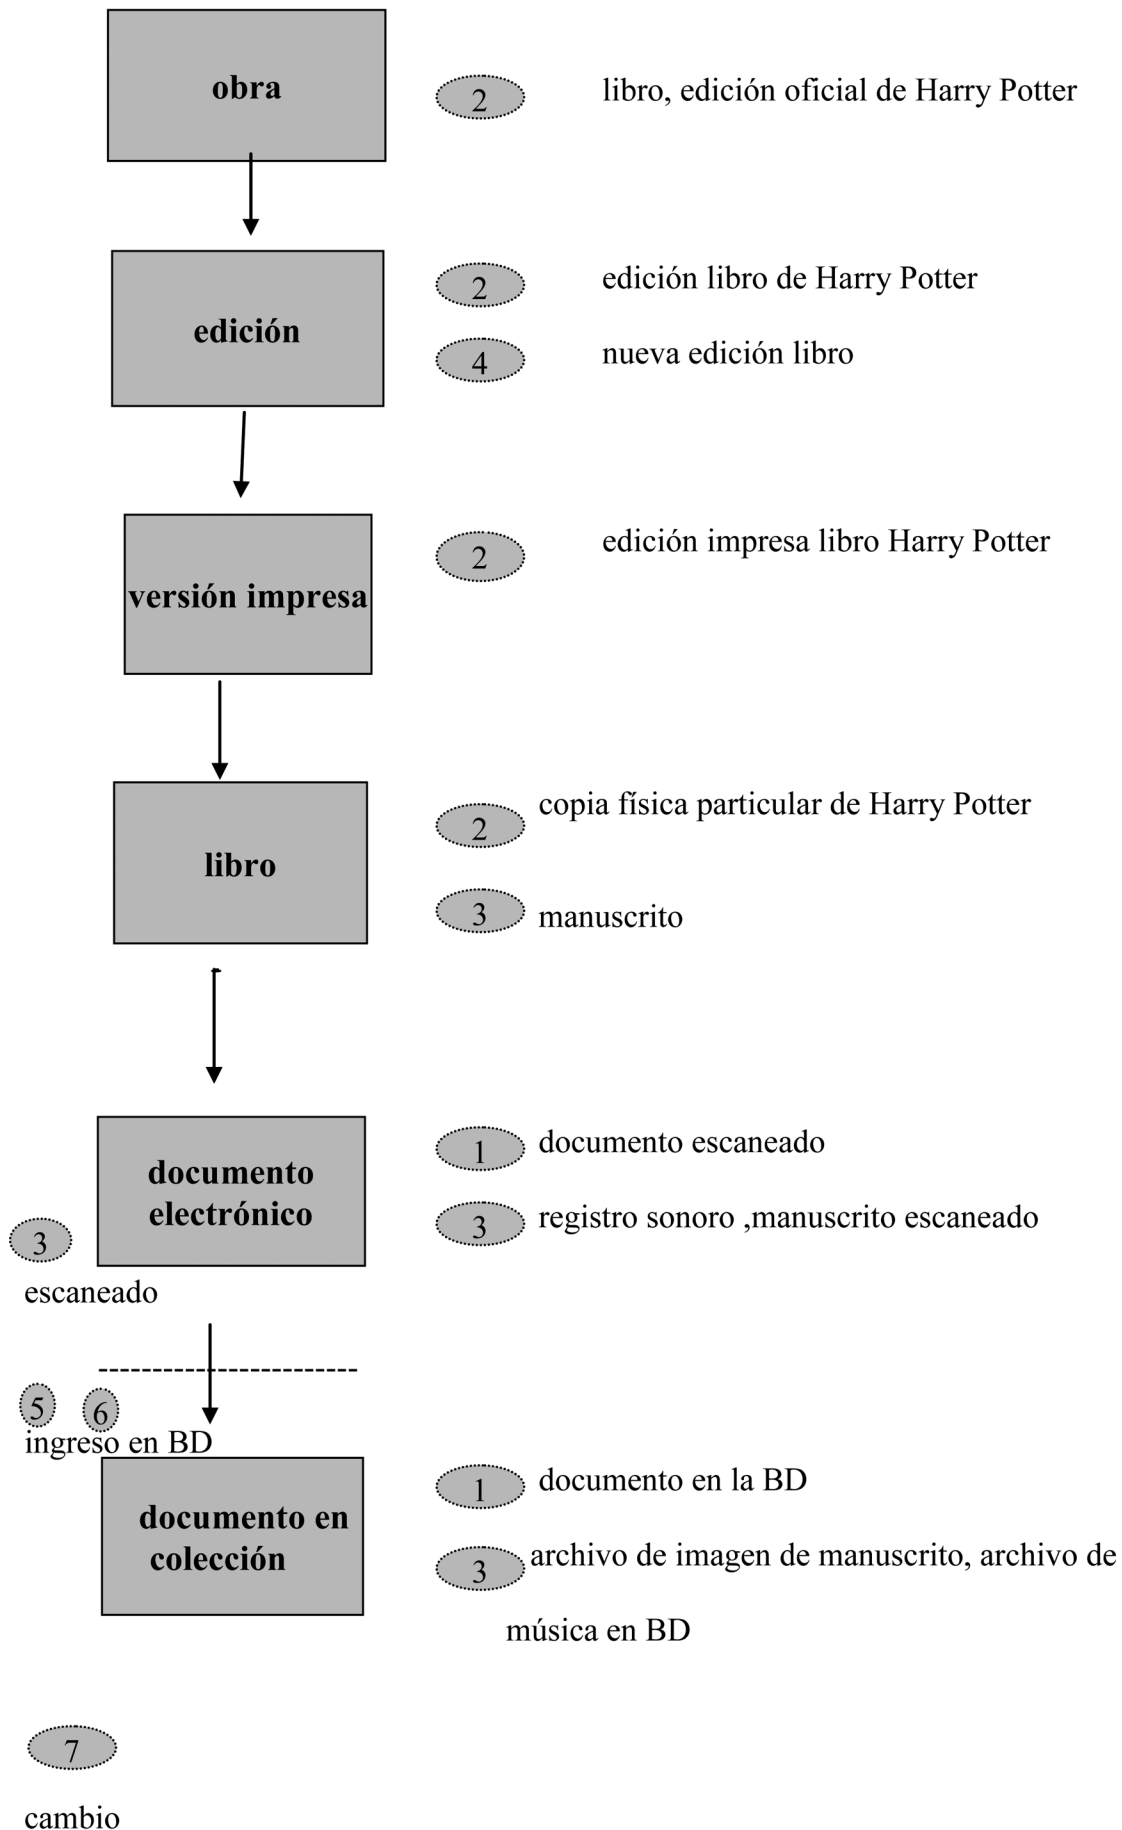 obra
2 libro, edición oficial de Harry Potter
edición
2 edición libro de Harry Potter
4 nueva edición libro
versión impresa
2 edición impresa libro Harry Potter
libro
2 copia física particular de Harry Potter
3 manuscrito
documento
electrónico
1 documento escaneado
3 registro sonoro ,manuscrito escaneado
3
escaneado
5 6
ingreso en BD
documento en
colección
1 documento en la BD
3 archivo de imagen de manuscrito, archivo de
música en BD
7
cambio